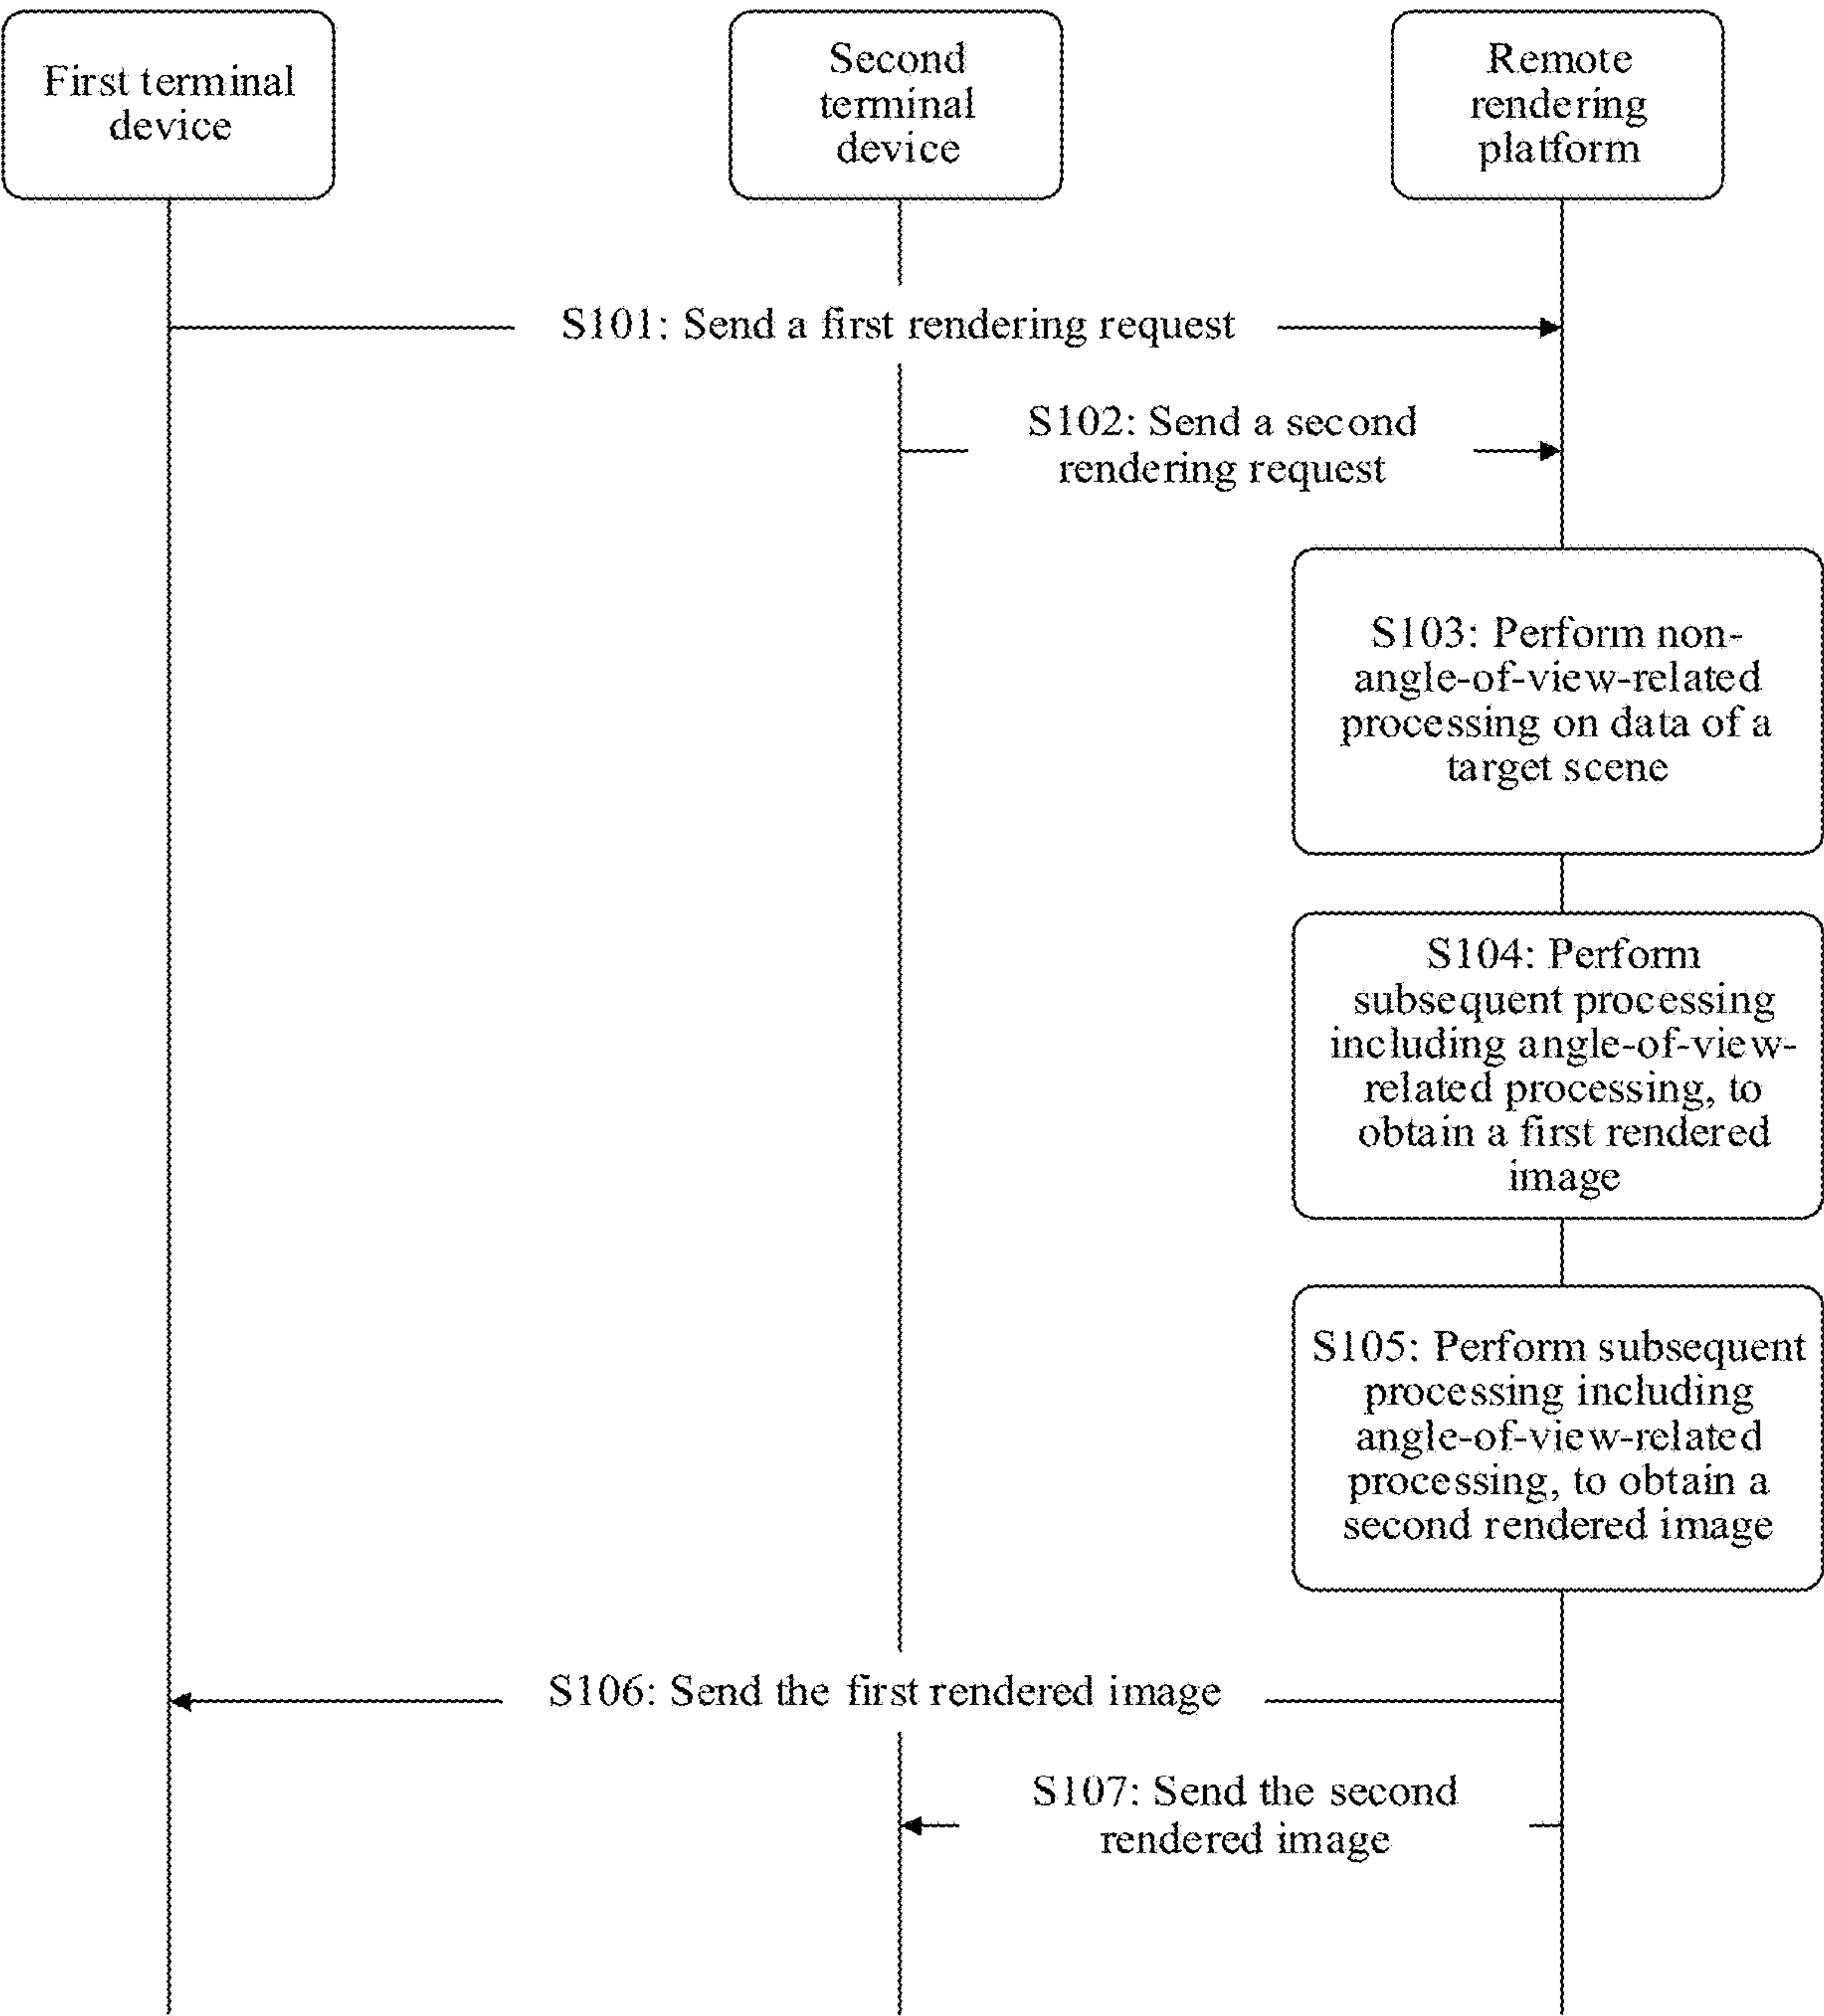 First terminal
device
Second
terminal
device
Remote
rendering
platform
S101: Send a first rendering request
S102: Send a second
rendering request
S103: Perform non-
angle-of-view-related
processing on data of a
target scene
S104: Perform
subsequent processing
including angle-of-view-
related processing, to
obtain a first rendered
image
S105: Perform subsequent
processing including
angle-of-view-related
processing, to obtain a
second rendered image
S106: Send the first rendered image
S107: Send the second
rendered image